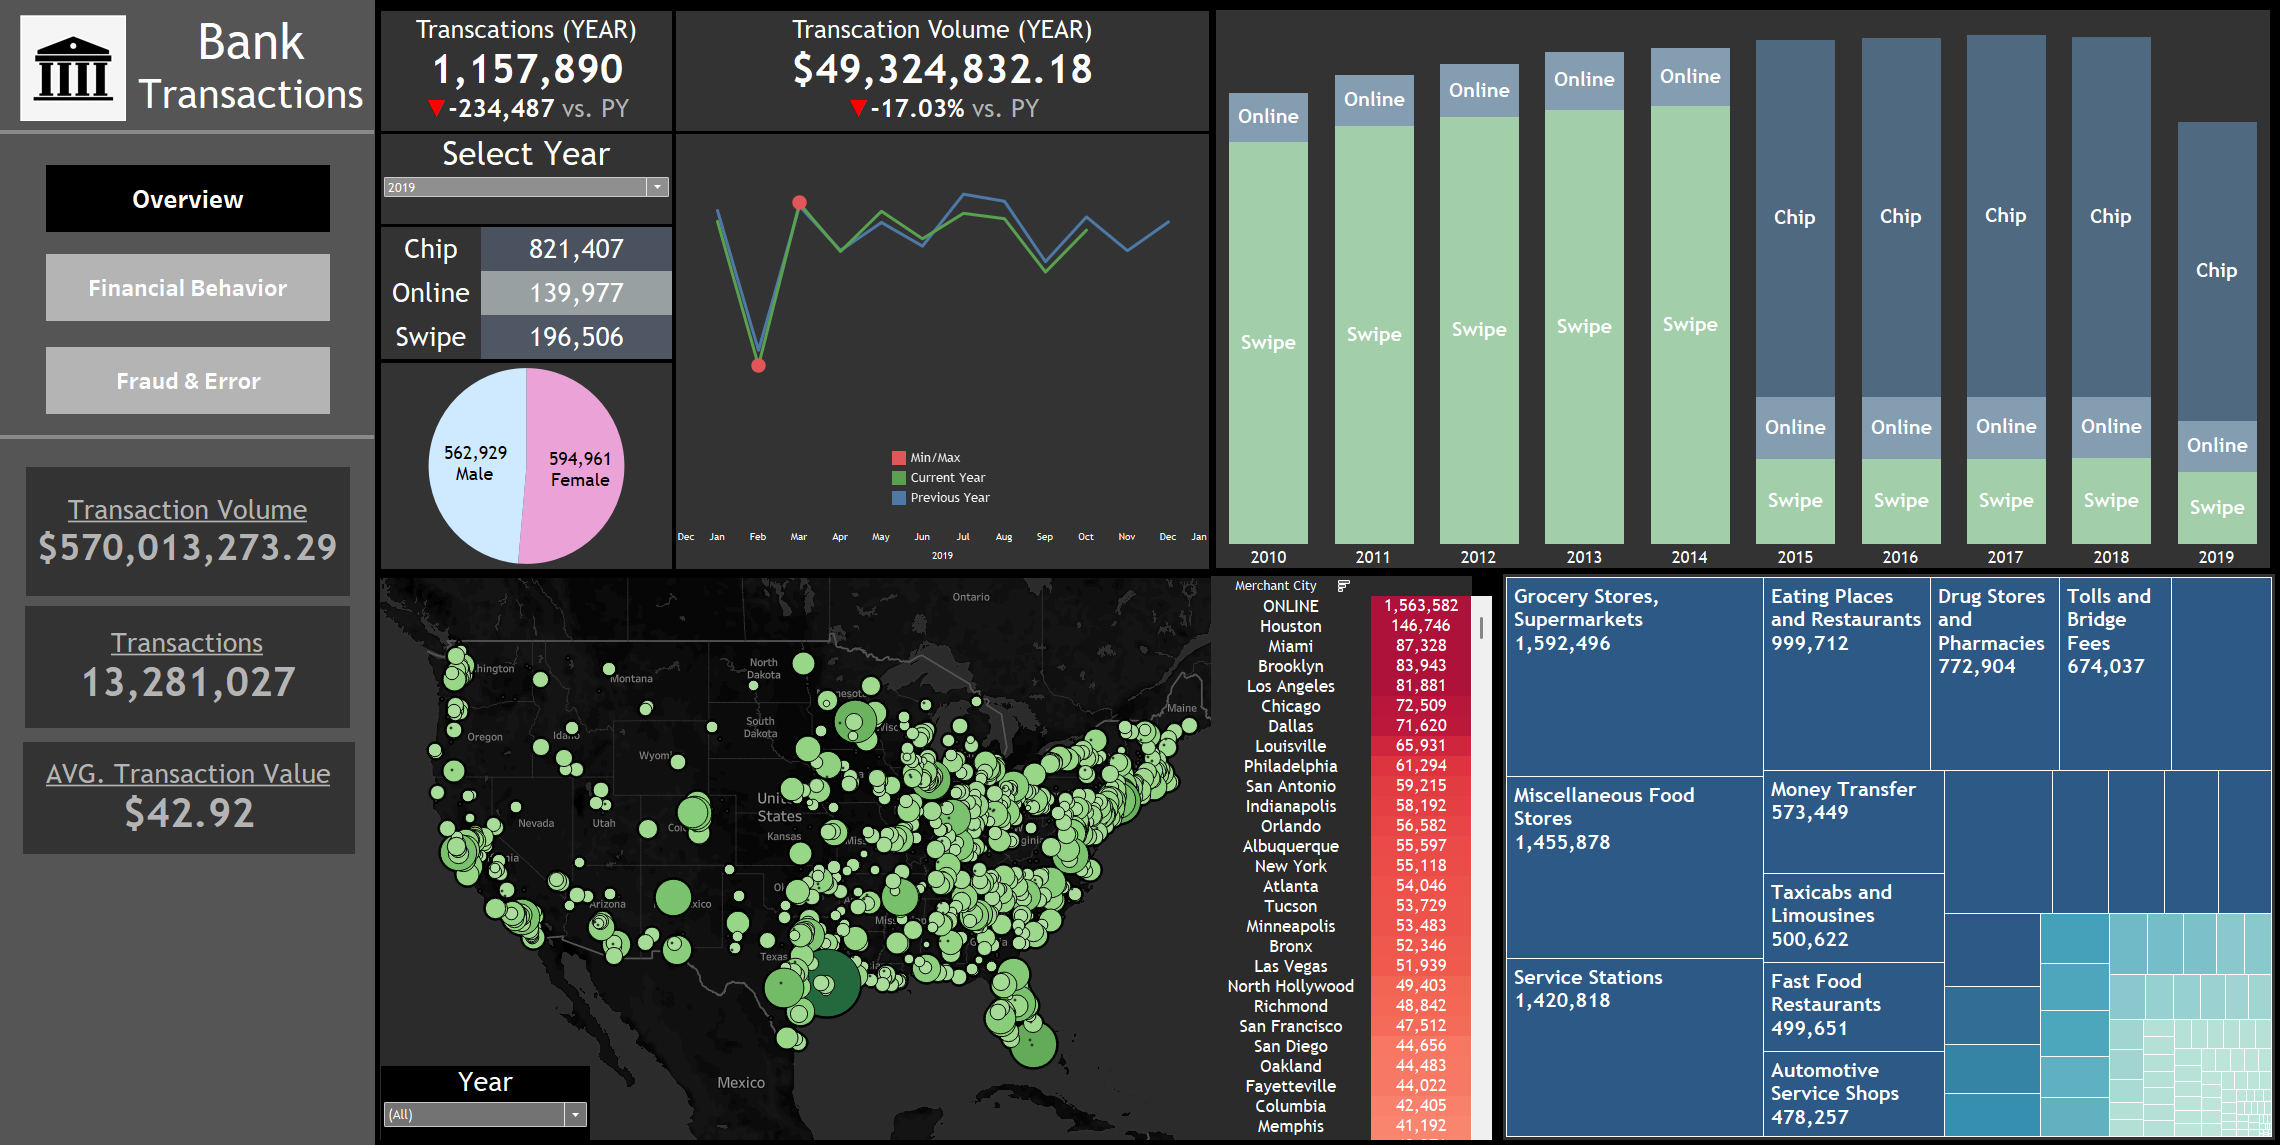 Bank
Transactions
Overview
Financial Behavior
Fraud & Error
Transaction Volume
$570,013,273.29
Transactions
13,281,027
AVG. Transaction Value
$42.92
Transcations (YEAR)
1,157,890
▼-234,487 vs. PY
Transcation Volume (YEAR)
$49,324,832.18
▼-17.03% vs. PY
Select Year
2019
Chip 821,407
Online 139,977
Swipe 196,506
562,929
Male
594,961
Female
Min/Max
Current Year
Previous Year
Dec Jan Feb Mar Apr May Jun Jul Aug Sep Oct Nov Dec Jan
2019
Online
Swipe
2010
Online
Swipe
2011
Online
Swipe
2012
Online
Swipe
2013
Online
Swipe
2014
Chip
Online
Swipe
2015
Chip
Online
Swipe
2016
Chip
Online
Swipe
2017
Chip
Online
Swipe
2018
Chip
Online
Swipe
2019
Ontario
North
Dakota
Montana
Maine
South
Dakota
Oregon
Nevada
Utah
United
States
Kansas
Arizona
Texas
Mexico
Year
(All)
Merchant City
ONLINE 1,563,582
Houston 146,746
Miami 87,328
Brooklyn 83,943
Los Angeles 81,881
Chicago 72,509
Dallas 71,620
Louisville 65,931
Philadelphia 61,294
San Antonio 59,215
Indianapolis 58,192
Orlando 56,582
Albuquerque 55,597
New York 55,118
Atlanta 54,046
Tucson 53,729
Minneapolis 53,483
Bronx 52,346
Las Vegas 51,939
North Hollywood 49,403
Richmond 48,842
San Francisco 47,512
San Diego 44,656
Oakland 44,483
Fayetteville 44,022
Columbia 42,405
Memphis 41,192
Grocery Stores,
Supermarkets
1,592,496
Miscellaneous Food
Stores
1,455,878
Service Stations
1,420,818
Eating Places
and Restaurants
999,712
Drug Stores
and
Pharmacies
772,904
Tolls and
Bridge
Fees
674,037
Money Transfer
573,449
Taxicabs and
Limousines
500,622
Fast Food
Restaurants
499,651
Automotive
Service Shops
478,257